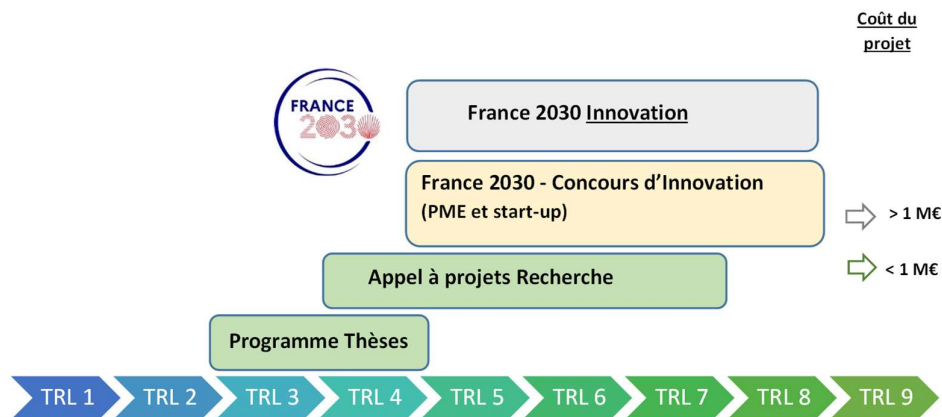 Coût du
projet
FRANCE
2030
France 2030 Innovation
France 2030 - Concours d'Innovation
(PME et start-up)
> 1 M€
< 1 M€
Appel à projets Recherche
Programme Thèses
TRL 1
TRL 2
TRL 3
TRL 4
TRL 5
TRL 6
TRL 7
TRL 8
TRL 9